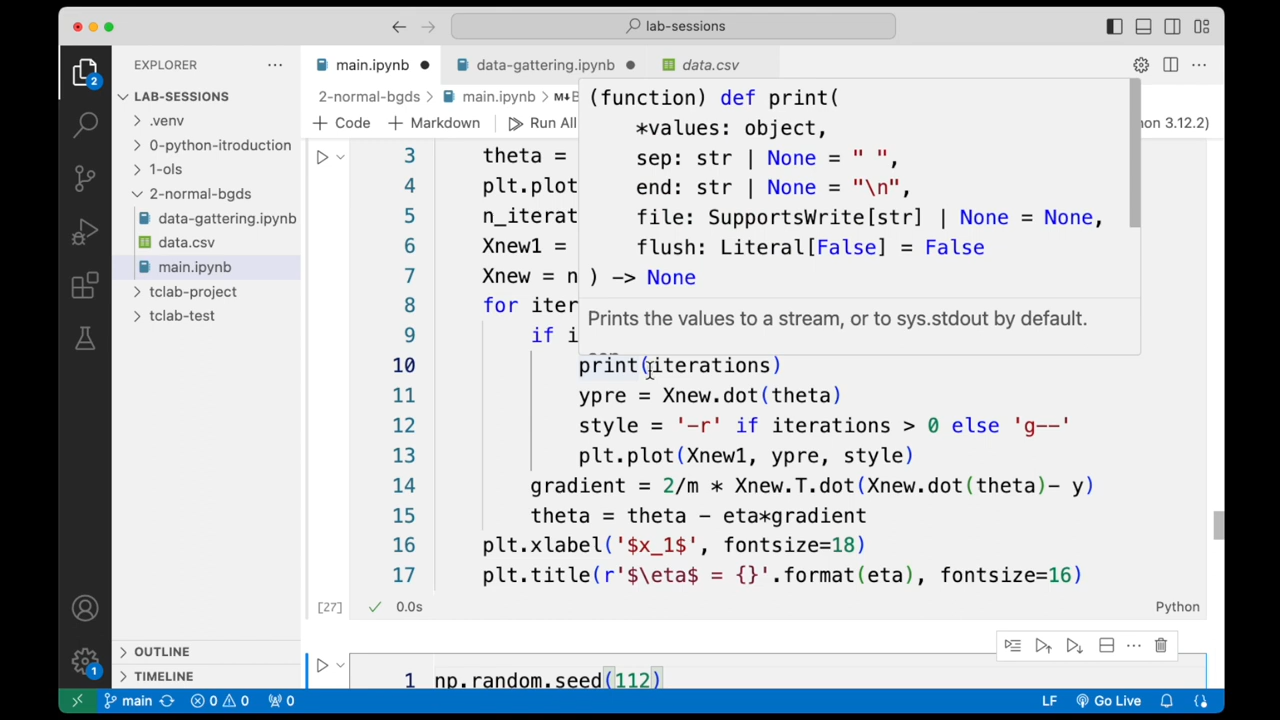 lab-sessions
EXPLORER
LAB-SESSIONS
.venv
0-python-itroduction
1-ols
2-normal-bgds
data-gattering.ipynb
data.csv
main.ipynb
tclab-project
tclab-test
OUTLINE
TIMELINE
2
1
main.ipynb
data-gattering.ipynb
data.csv
2-normal-bgds > main.ipynb >
+ Code + Markdown Run All
on 3.12.2)
(function) def print(
*values: object,
sep: str | None = " ",
end: str | None = "\n",
file: SupportsWrite[str] | None = None,
flush: Literal[False] = False
) -> None
Prints the values to a stream, or to sys.stdout by default.
3 theta =
4 plt.plot
5 n_iterat
6 Xnew1 =
7 Xnew = n
8 for iter
9 if i
10 print(iterations)
11 ypre = Xnew.dot(theta)
12 style = '-r' if iterations > 0 else 'g--'
13 plt.plot(Xnew1, ypre, style)
14 gradient = 2/m * Xnew.T.dot(Xnew.dot(theta)- y)
15 theta = theta - eta*gradient
16 plt.xlabel('$x_1$', fontsize=18)
17 plt.title(r'$\eta$ = {}'.format(eta), fontsize=16)
[27] 0.0s Python
1 np.random.seed(112)
main 0 0 0 LF Go Live